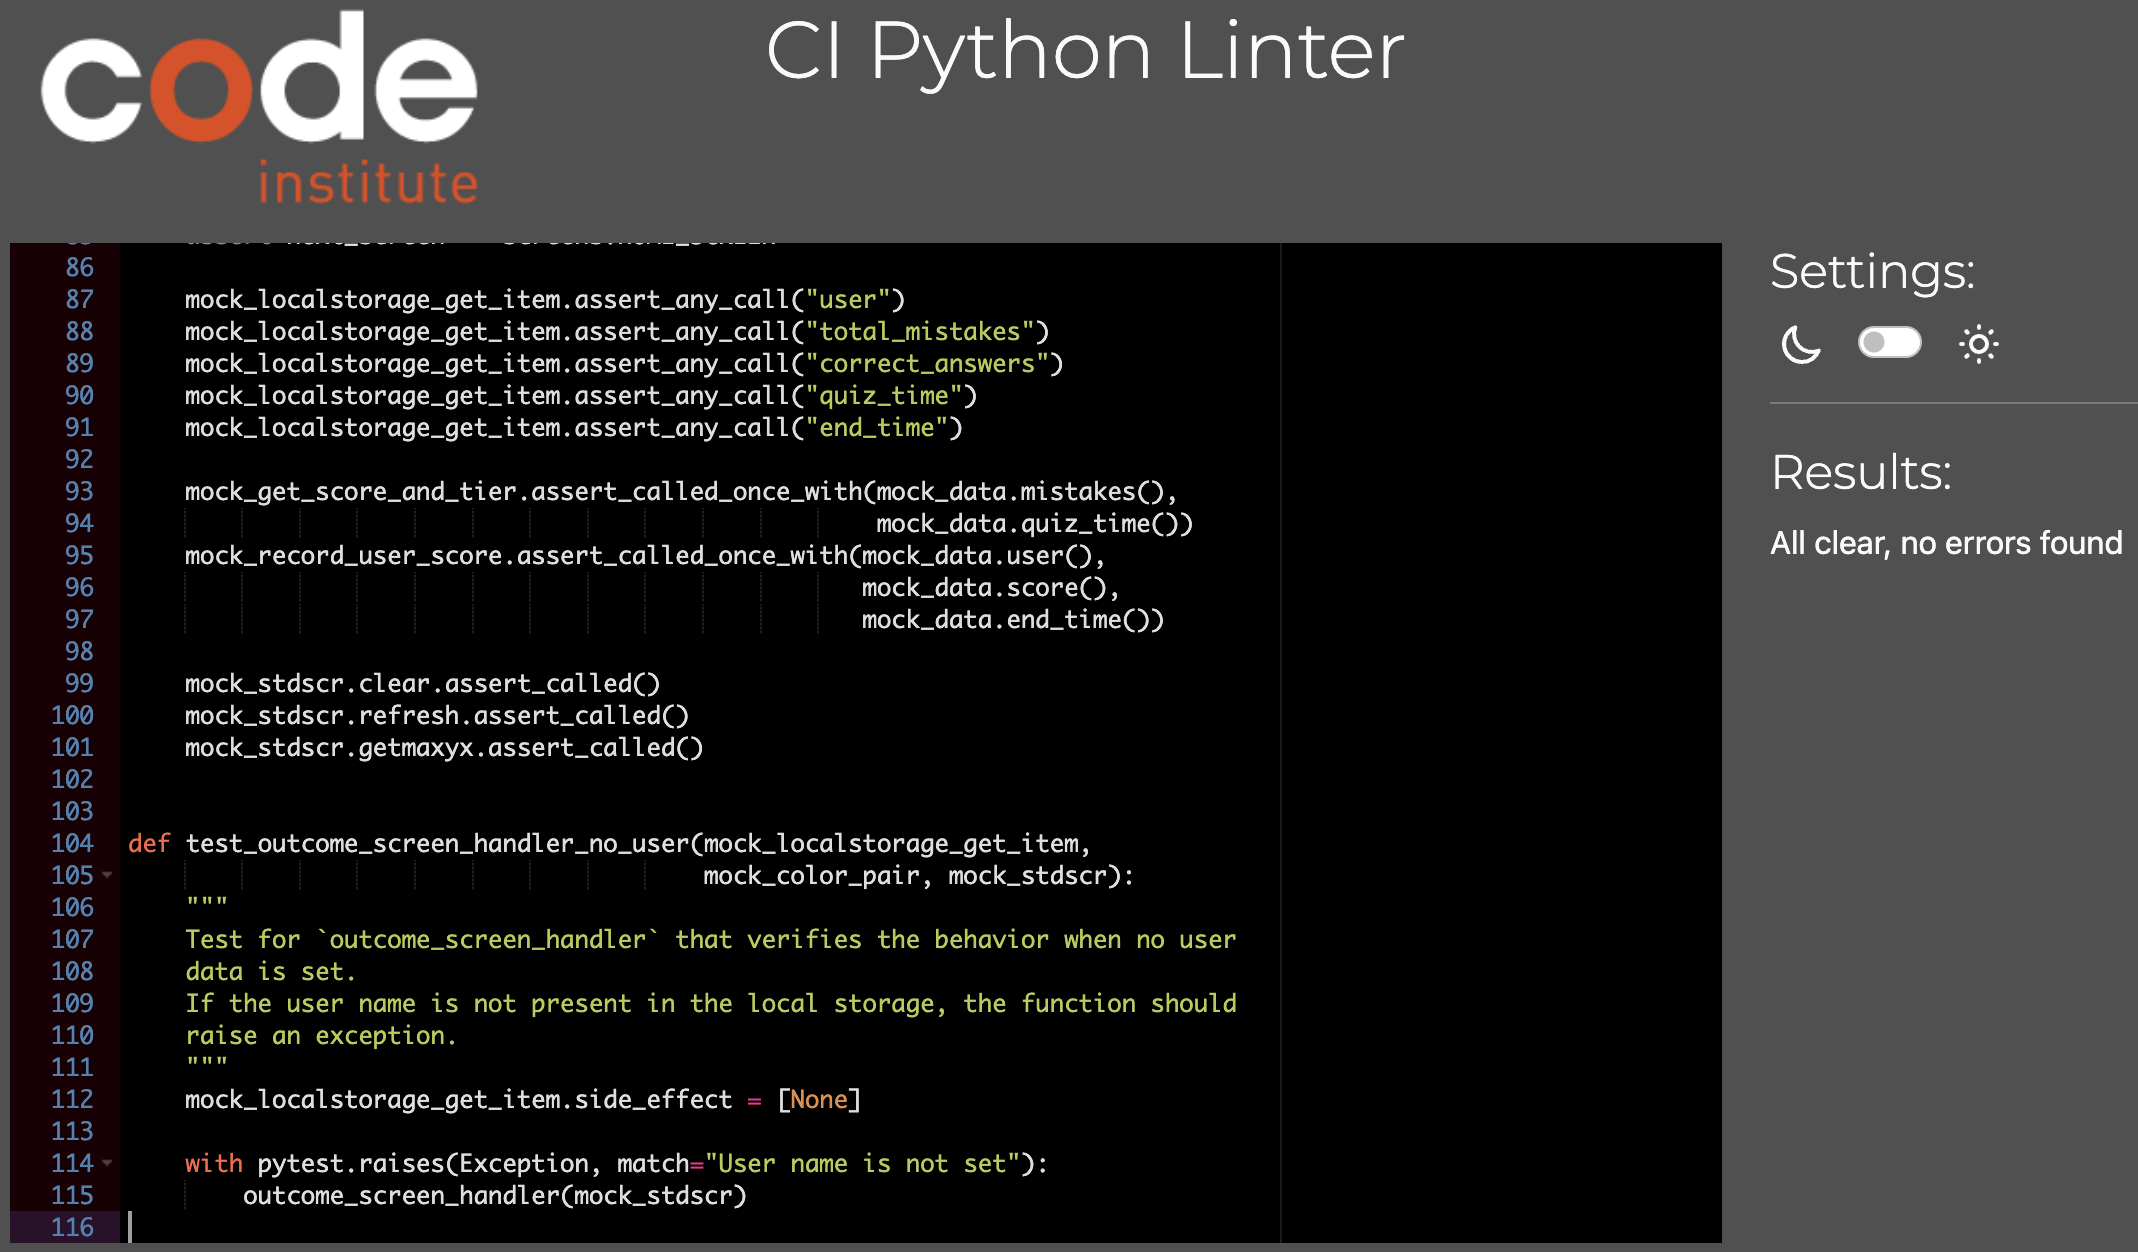 code
institute
CI Python Linter
86
87 mock_localstorage_get_item.assert_any_call("user")
88 mock_localstorage_get_item.assert_any_call("total_mistakes")
89 mock_localstorage_get_item.assert_any_call("correct_answers")
90 mock_localstorage_get_item.assert_any_call("quiz_time")
91 mock_localstorage_get_item.assert_any_call("end_time")
92
93 mock_get_score_and_tier.assert_called_once_with(mock_data.mistakes(),
94 mock_data.quiz_time())
95 mock_record_user_score.assert_called_once_with(mock_data.user(),
96 mock_data.score(),
97 mock_data.end_time())
98
99 mock_stdscr.clear.assert_called()
100 mock_stdscr.refresh.assert_called()
101 mock_stdscr.getmaxyx.assert_called()
102
103
104 def test_outcome_screen_handler_no_user(mock_localstorage_get_item,
105 mock_color_pair, mock_stdscr):
106 """
107 Test for `outcome_screen_handler` that verifies the behavior when no user
108 data is set.
109 If the user name is not present in the local storage, the function should
110 raise an exception.
111 """
112 mock_localstorage_get_item.side_effect = [None]
113
114 with pytest.raises(Exception, match="User name is not set"):
115 outcome_screen_handler(mock_stdscr)
116
Settings:
Results:
All clear, no errors found